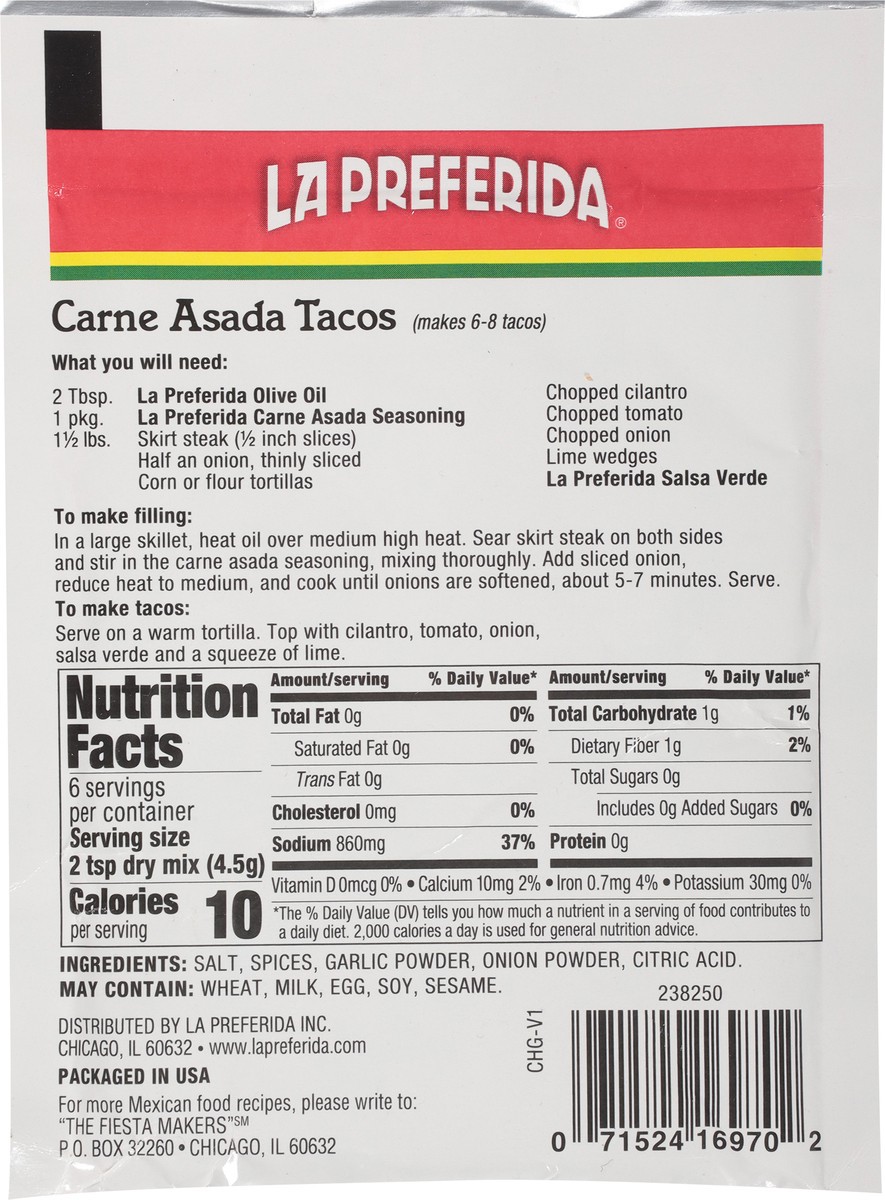 LA PREFERIDA®
Carne Asada Tacos (makes 6-8 tacos)
What you will need:
2 Tbsp. La Preferida Olive Oil
1 pkg. La Preferida Carne Asada Seasoning
1½ lbs. Skirt steak (½ inch slices)
Half an onion, thinly sliced
Corn or flour tortillas
Chopped cilantro
Chopped tomato
Chopped onion
Lime wedges
La Preferida Salsa Verde
To make filling:
In a large skillet, heat oil over medium high heat. Sear skirt steak on both sides
and stir in the carne asada seasoning, mixing thoroughly. Add sliced onion,
reduce heat to medium, and cook until onions are softened, about 5-7 minutes. Serve.
To make tacos:
Serve on a warm tortilla. Top with cilantro, tomato, onion,
salsa verde and a squeeze of lime.
Nutrition
Facts
6 servings
per container
Serving size
2 tsp dry mix (4.5g)
Calories 10
per serving
Amount/serving % Daily Value*
Total Fat 0g 0%
Saturated Fat 0g 0%
Trans Fat 0g
Cholesterol 0mg 0%
Sodium 860mg 37%
Amount/serving % Daily Value*
Total Carbohydrate 1g 1%
Dietary Fiber 1g 2%
Total Sugars 0g
Includes 0g Added Sugars 0%
Protein 0g
Vitamin D 0mcg 0% • Calcium 10mg 2% • Iron 0.7mg 4% • Potassium 30mg 0%
*The % Daily Value (DV) tells you how much a nutrient in a serving of food contributes to
a daily diet. 2,000 calories a day is used for general nutrition advice.
INGREDIENTS: SALT, SPICES, GARLIC POWDER, ONION POWDER, CITRIC ACID.
MAY CONTAIN: WHEAT, MILK, EGG, SOY, SESAME.
DISTRIBUTED BY LA PREFERIDA INC.
CHICAGO, IL 60632 • www.lapreferida.com
PACKAGED IN USA
For more Mexican food recipes, please write to:
“THE FIESTA MAKERS”℠
P.O. BOX 32260 • CHICAGO, IL 60632
238250
CHG-V1
0 71524 16970 2